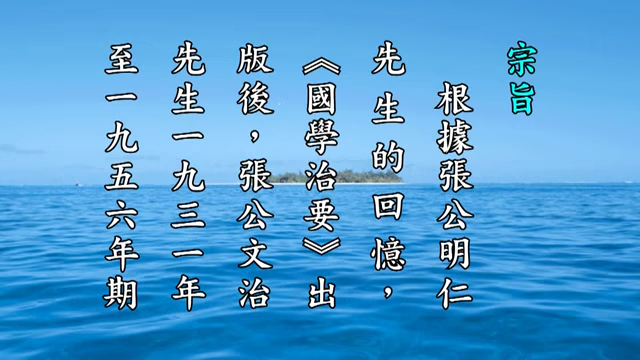 宗旨
根據張公明仁
先生的回憶，
《國學治要》出
版後，張公文治
先生一九三一年
至一九五六年期